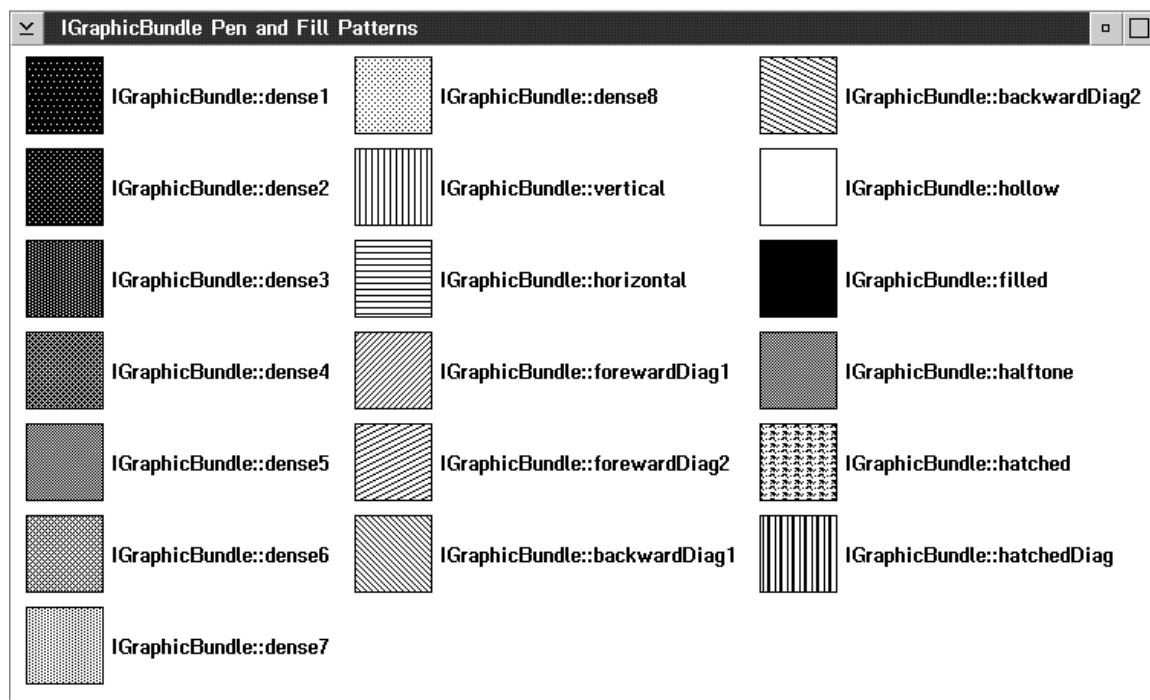 IGraphicBundle Pen and Fill Patterns
IGraphicBundle::dense1
IGraphicBundle::dense2
IGraphicBundle::dense3
IGraphicBundle::dense4
IGraphicBundle::dense5
IGraphicBundle::dense6
IGraphicBundle::dense7
IGraphicBundle::dense8
IGraphicBundle::vertical
IGraphicBundle::horizontal
IGraphicBundle::forewardDiag1
IGraphicBundle::forewardDiag2
IGraphicBundle::backwardDiag1
IGraphicBundle::backwardDiag2
IGraphicBundle::hollow
IGraphicBundle::filled
IGraphicBundle::halftone
IGraphicBundle::hatched
IGraphicBundle::hatchedDiag